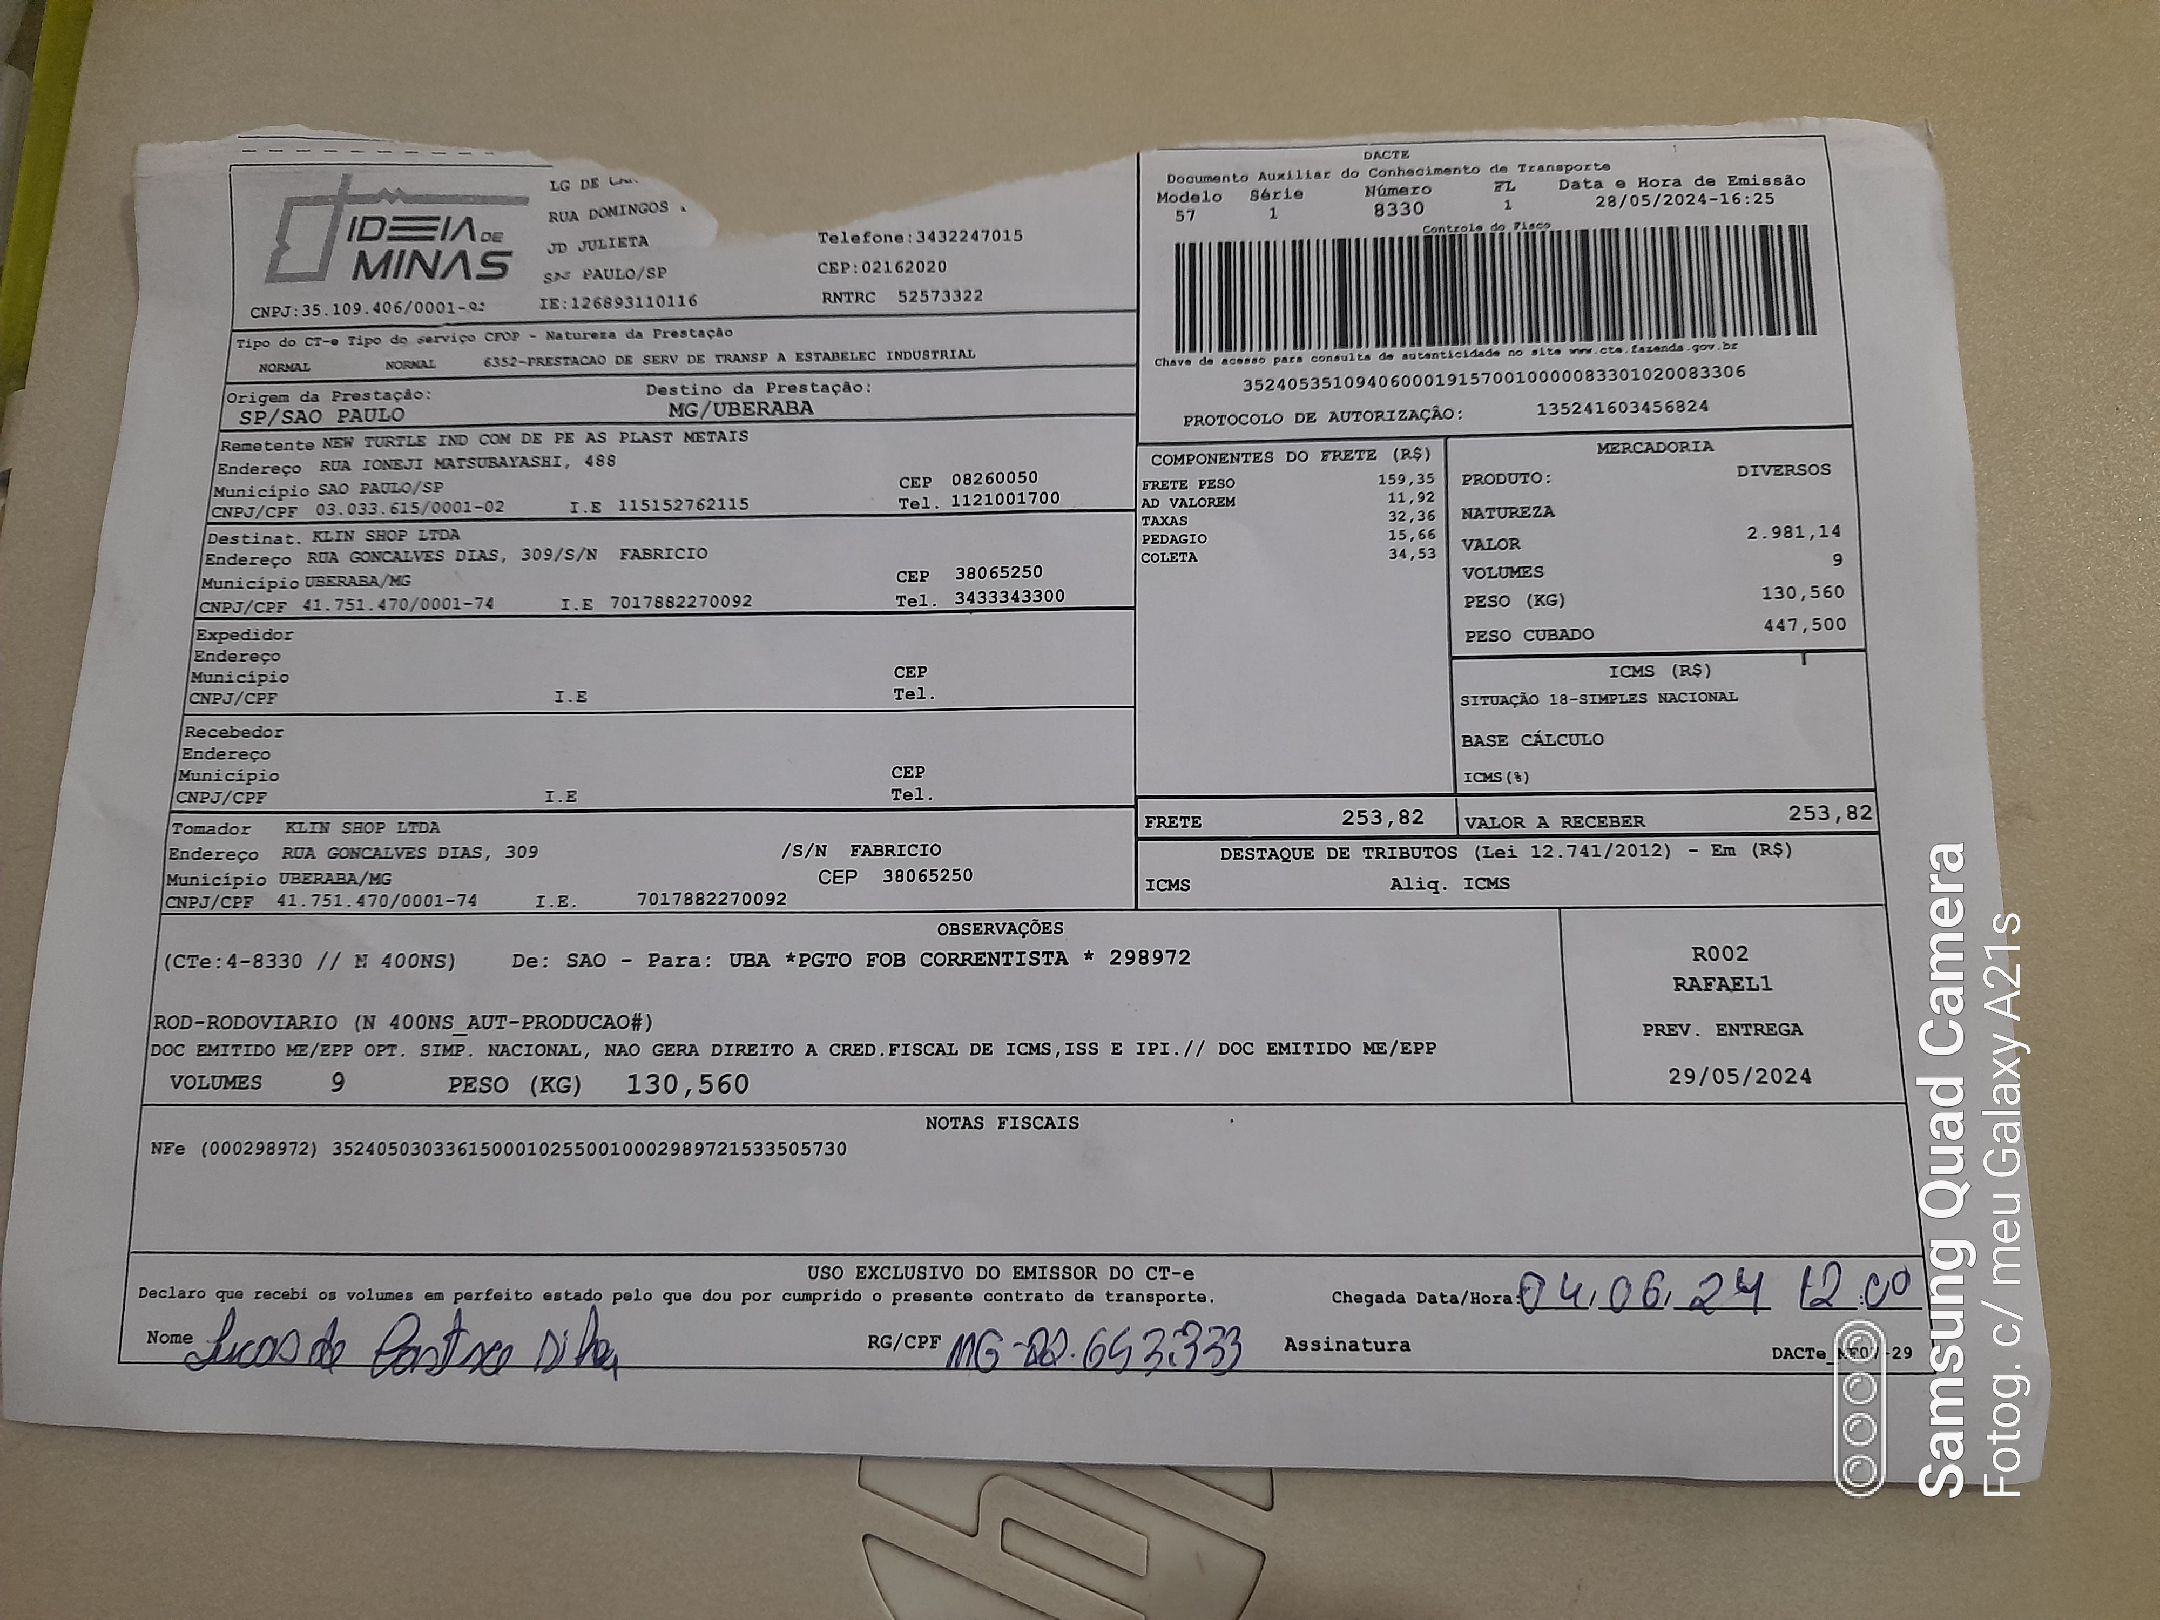 IDEIA DE
MINAS
CNPJ:35.109.406/0001-
LG DE
RUA DOMINGOS
JD JULIETA
SAO PAULO/SP
IE:126893110116
Telefone:3432247015
CEP:02162020
RNTRC 52573322
DACTE
Documento Auxiliar do Conhecimento de Transporte
Modelo Série Número FL Data e Hora de Emissão
57 1 8330 1 28/05/2024-16:25
Controle do Fisco
Chave de acesso para consulta de autenticidade no site www.cte.fazenda.gov.br
35240535109406000191570010000083301020083306
PROTOCOLO DE AUTORIZAÇÃO: 135241603456824
Tipo do CT-e Tipo do serviço CFOP - Natureza da Prestação
NORMAL NORMAL 6352-PRESTACAO DE SERV DE TRANSP A ESTABELEC INDUSTRIAL
Origem da Prestação: Destino da Prestação:
SP/SAO PAULO MG/UBERABA
Remetente NEW TURTLE IND COM DE PE AS PLAST METAIS
Endereço RUA IONEJI MATSUBAYASHI, 488
Município SAO PAULO/SP CEP 08260050
CNPJ/CPF 03.033.615/0001-02 I.E 115152762115 Tel. 1121001700
Destinat. KLIN SHOP LTDA
Endereço RUA GONCALVES DIAS, 309/S/N FABRICIO
Município UBERABA/MG CEP 38065250
CNPJ/CPF 41.751.470/0001-74 I.E 7017882270092 Tel. 3433343300
Expedidor
Endereço
Município CEP
CNPJ/CPF I.E Tel.
Recebedor
Endereço
Município CEP
CNPJ/CPF I.E Tel.
Tomador KLIN SHOP LTDA
Endereço RUA GONCALVES DIAS, 309 /S/N FABRICIO
Município UBERABA/MG CEP 38065250
CNPJ/CPF 41.751.470/0001-74 I.E. 7017882270092
COMPONENTES DO FRETE (R$)
FRETE PESO 159,35
AD VALOREM 11,92
TAXAS 32,36
PEDAGIO 15,66
COLETA 34,53
MERCADORIA
PRODUTO: DIVERSOS
NATUREZA
VALOR 2.981,14
VOLUMES 9
PESO (KG) 130,560
PESO CUBADO 447,500
ICMS (R$)
SITUAÇÃO 18-SIMPLES NACIONAL
BASE CÁLCULO
ICMS(%)
FRETE 253,82 VALOR A RECEBER 253,82
DESTAQUE DE TRIBUTOS (Lei 12.741/2012) - Em (R$)
ICMS Aliq. ICMS
OBSERVAÇÕES
(CTe:4-8330 // N 400NS) De: SAO - Para: UBA *PGTO FOB CORRENTISTA * 298972
ROD-RODOVIARIO (N 400NS_AUT-PRODUCAO#)
DOC EMITIDO ME/EPP OPT. SIMP. NACIONAL, NAO GERA DIREITO A CRED.FISCAL DE ICMS,ISS E IPI.// DOC EMITIDO ME/EPP
VOLUMES 9 PESO (KG) 130,560
R002
RAFAEL1
PREV. ENTREGA
29/05/2024
NOTAS FISCAIS
NFe (000298972) 35240503033615000102550010002989721533505730
USO EXCLUSIVO DO EMISSOR DO CT-e
Declaro que recebi os volumes em perfeito estado pelo que dou por cumprido o presente contrato de transporte. Chegada Data/Hora: 04,06,24 12:00
Nome Lucas de RG/CPF MG Assinatura
-29
Samsung Quad Camera
Fotog. c/ meu Galaxy A21s